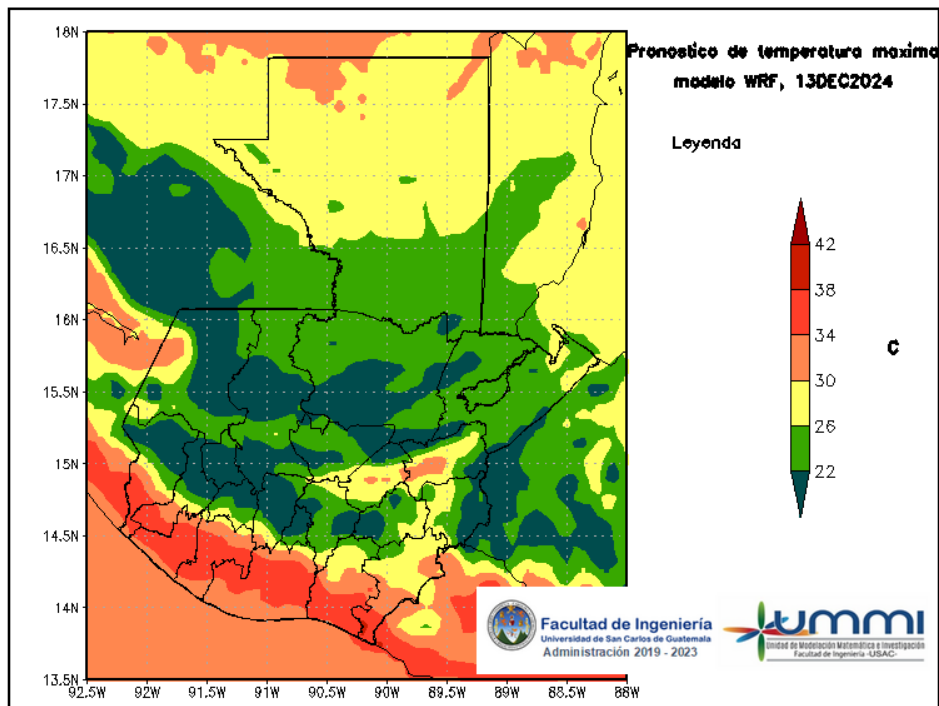 Pronostico de temperatura maxima
modelo WRF, 13DEC2024
Leyenda
42
38
34
30
26
22
C
18N
17.5N
17N
16.5N
16N
15.5N
15N
14.5N
14N
13.5N
92.5W
92W
91.5W
91W
90.5W
90W
89.5W
89W
88.5W
88W
Facultad de Ingeniería
Universidad de San Carlos de Guatemala
Administración 2019 - 2023
UMMI
Unidad de Modelación Matemática e Investigación
Facultad de Ingeniería -USAC-